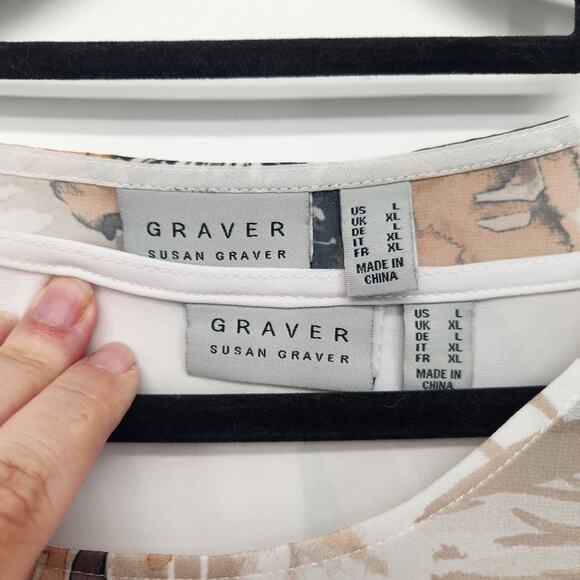 GRAVER
SUSAN GRAVER
US L
UK XL
DE L
IT XL
FR XL
MADE IN
CHINA
GRAVER
SUSAN GRAVER
US L
UK XL
DE L
IT XL
FR XL
MADE IN
CHINA